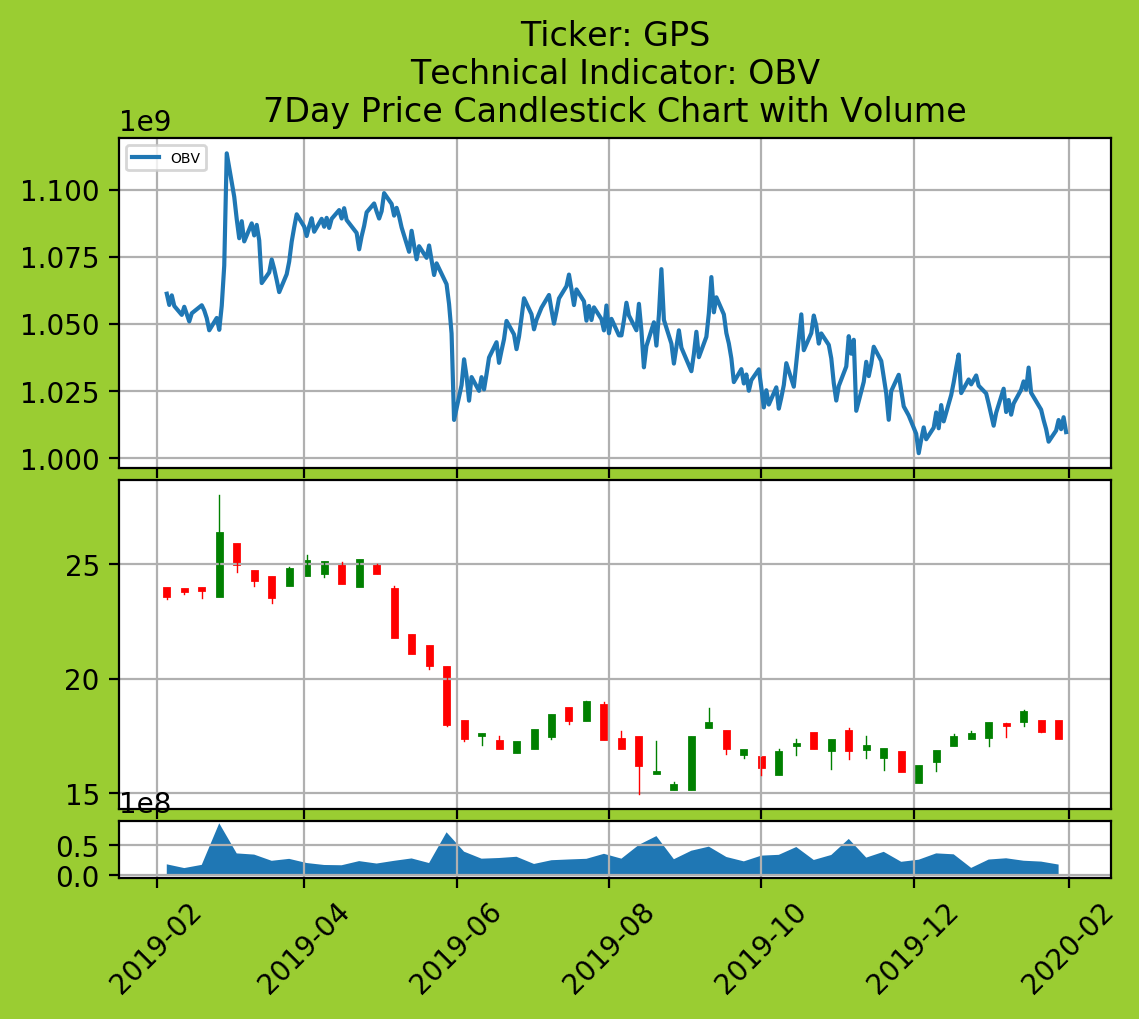 Ticker: GPS
Technical Indicator: OBV
7Day Price Candlestick Chart with Volume
1e9
OBV
1.100
1.075
1.050
1.025
1.000
25
20
15
1e8
0.5
0.0
2019-02
2019-04
2019-06
2019-08
2019-10
2019-12
2020-02